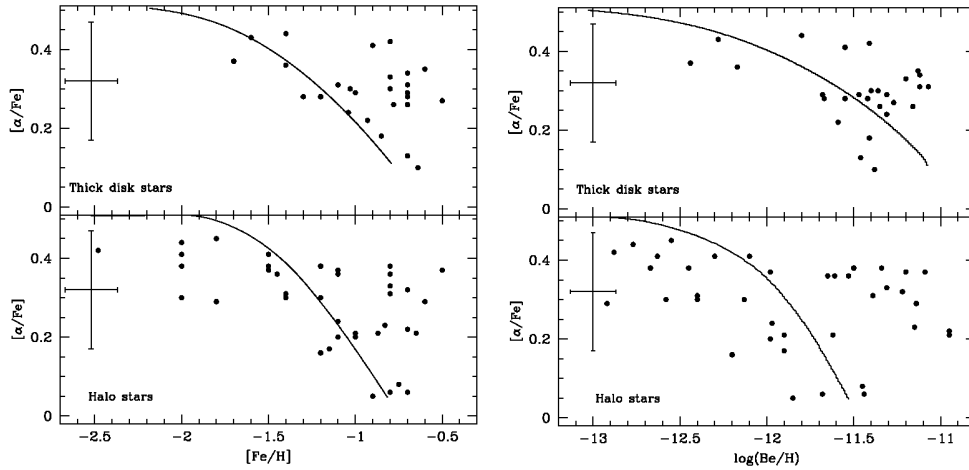 0.4
0.2
0
[α/Fe]
Thick disk stars
0.4
0.2
0
[α/Fe]
Halo stars
-2.5 -2 -1.5 -1 -0.5
[Fe/H]
0.4
0.2
0
[α/Fe]
Thick disk stars
0.4
0.2
0
[α/Fe]
Halo stars
-13 -12.5 -12 -11.5 -11
log(Be/H)